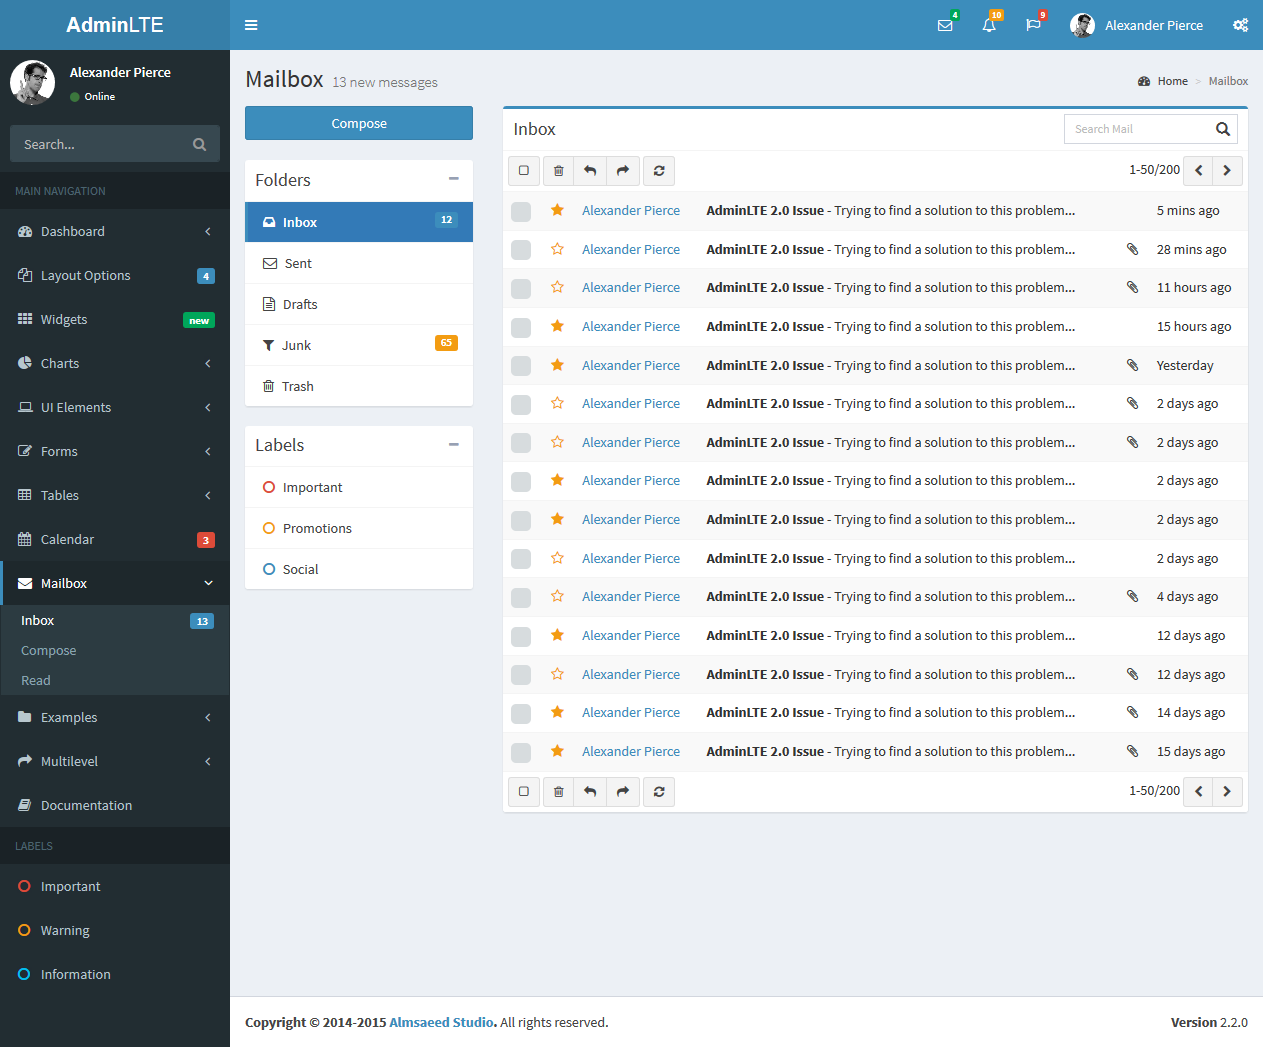 AdminLTE
4
10
9
Alexander Pierce
Alexander Pierce
Online
Search...
MAIN NAVIGATION
Dashboard
Layout Options 4
Widgets new
Charts
UI Elements
Forms
Tables
Calendar 3
Mailbox
Inbox 13
Compose
Read
Examples
Multilevel
Documentation
LABELS
Important
Warning
Information
Mailbox 13 new messages
Home > Mailbox
Compose
Folders
Inbox 12
Sent
Drafts
Junk 65
Trash
Labels
Important
Promotions
Social
Inbox
Search Mail
1-50/200
Alexander Pierce AdminLTE 2.0 Issue - Trying to find a solution to this problem... 5 mins ago
Alexander Pierce AdminLTE 2.0 Issue - Trying to find a solution to this problem... 28 mins ago
Alexander Pierce AdminLTE 2.0 Issue - Trying to find a solution to this problem... 11 hours ago
Alexander Pierce AdminLTE 2.0 Issue - Trying to find a solution to this problem... 15 hours ago
Alexander Pierce AdminLTE 2.0 Issue - Trying to find a solution to this problem... Yesterday
Alexander Pierce AdminLTE 2.0 Issue - Trying to find a solution to this problem... 2 days ago
Alexander Pierce AdminLTE 2.0 Issue - Trying to find a solution to this problem... 2 days ago
Alexander Pierce AdminLTE 2.0 Issue - Trying to find a solution to this problem... 2 days ago
Alexander Pierce AdminLTE 2.0 Issue - Trying to find a solution to this problem... 2 days ago
Alexander Pierce AdminLTE 2.0 Issue - Trying to find a solution to this problem... 2 days ago
Alexander Pierce AdminLTE 2.0 Issue - Trying to find a solution to this problem... 4 days ago
Alexander Pierce AdminLTE 2.0 Issue - Trying to find a solution to this problem... 12 days ago
Alexander Pierce AdminLTE 2.0 Issue - Trying to find a solution to this problem... 12 days ago
Alexander Pierce AdminLTE 2.0 Issue - Trying to find a solution to this problem... 14 days ago
Alexander Pierce AdminLTE 2.0 Issue - Trying to find a solution to this problem... 15 days ago
1-50/200
Copyright © 2014-2015 Almsaeed Studio. All rights reserved.
Version 2.2.0